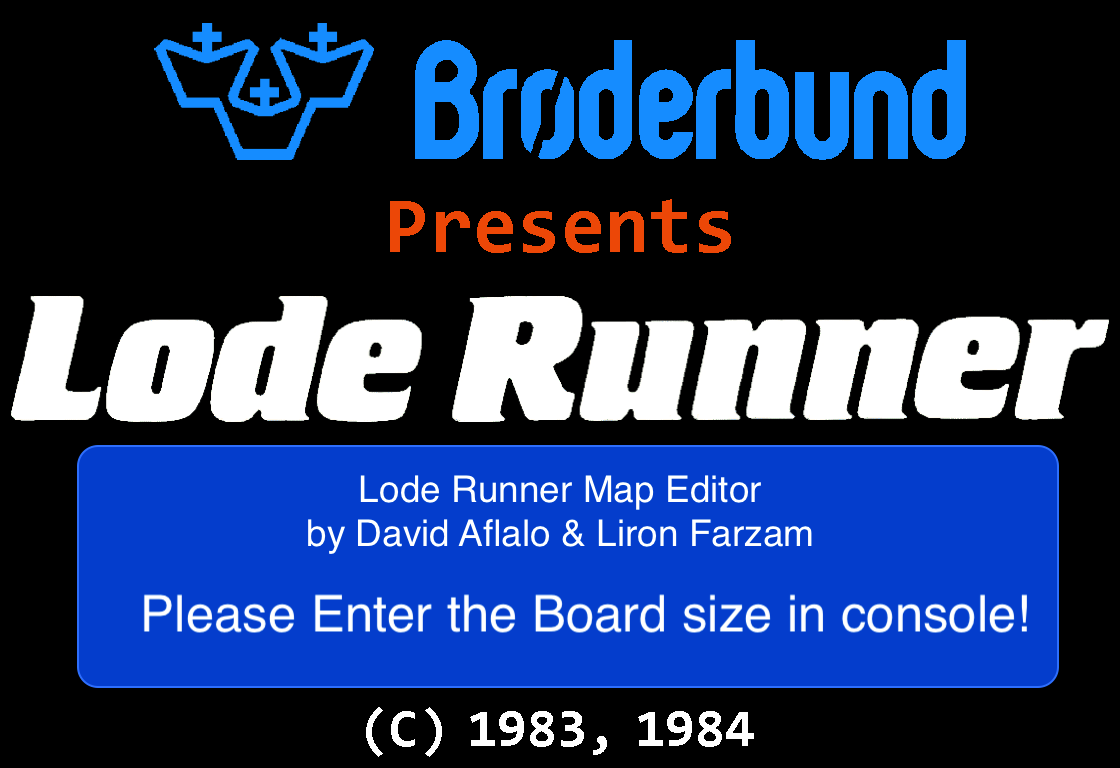 Brøderbund
Presents
Lode Runner
Lode Runner Map Editor
by David Aflalo & Liron Farzam
Please Enter the Board size in console!
(C) 1983, 1984